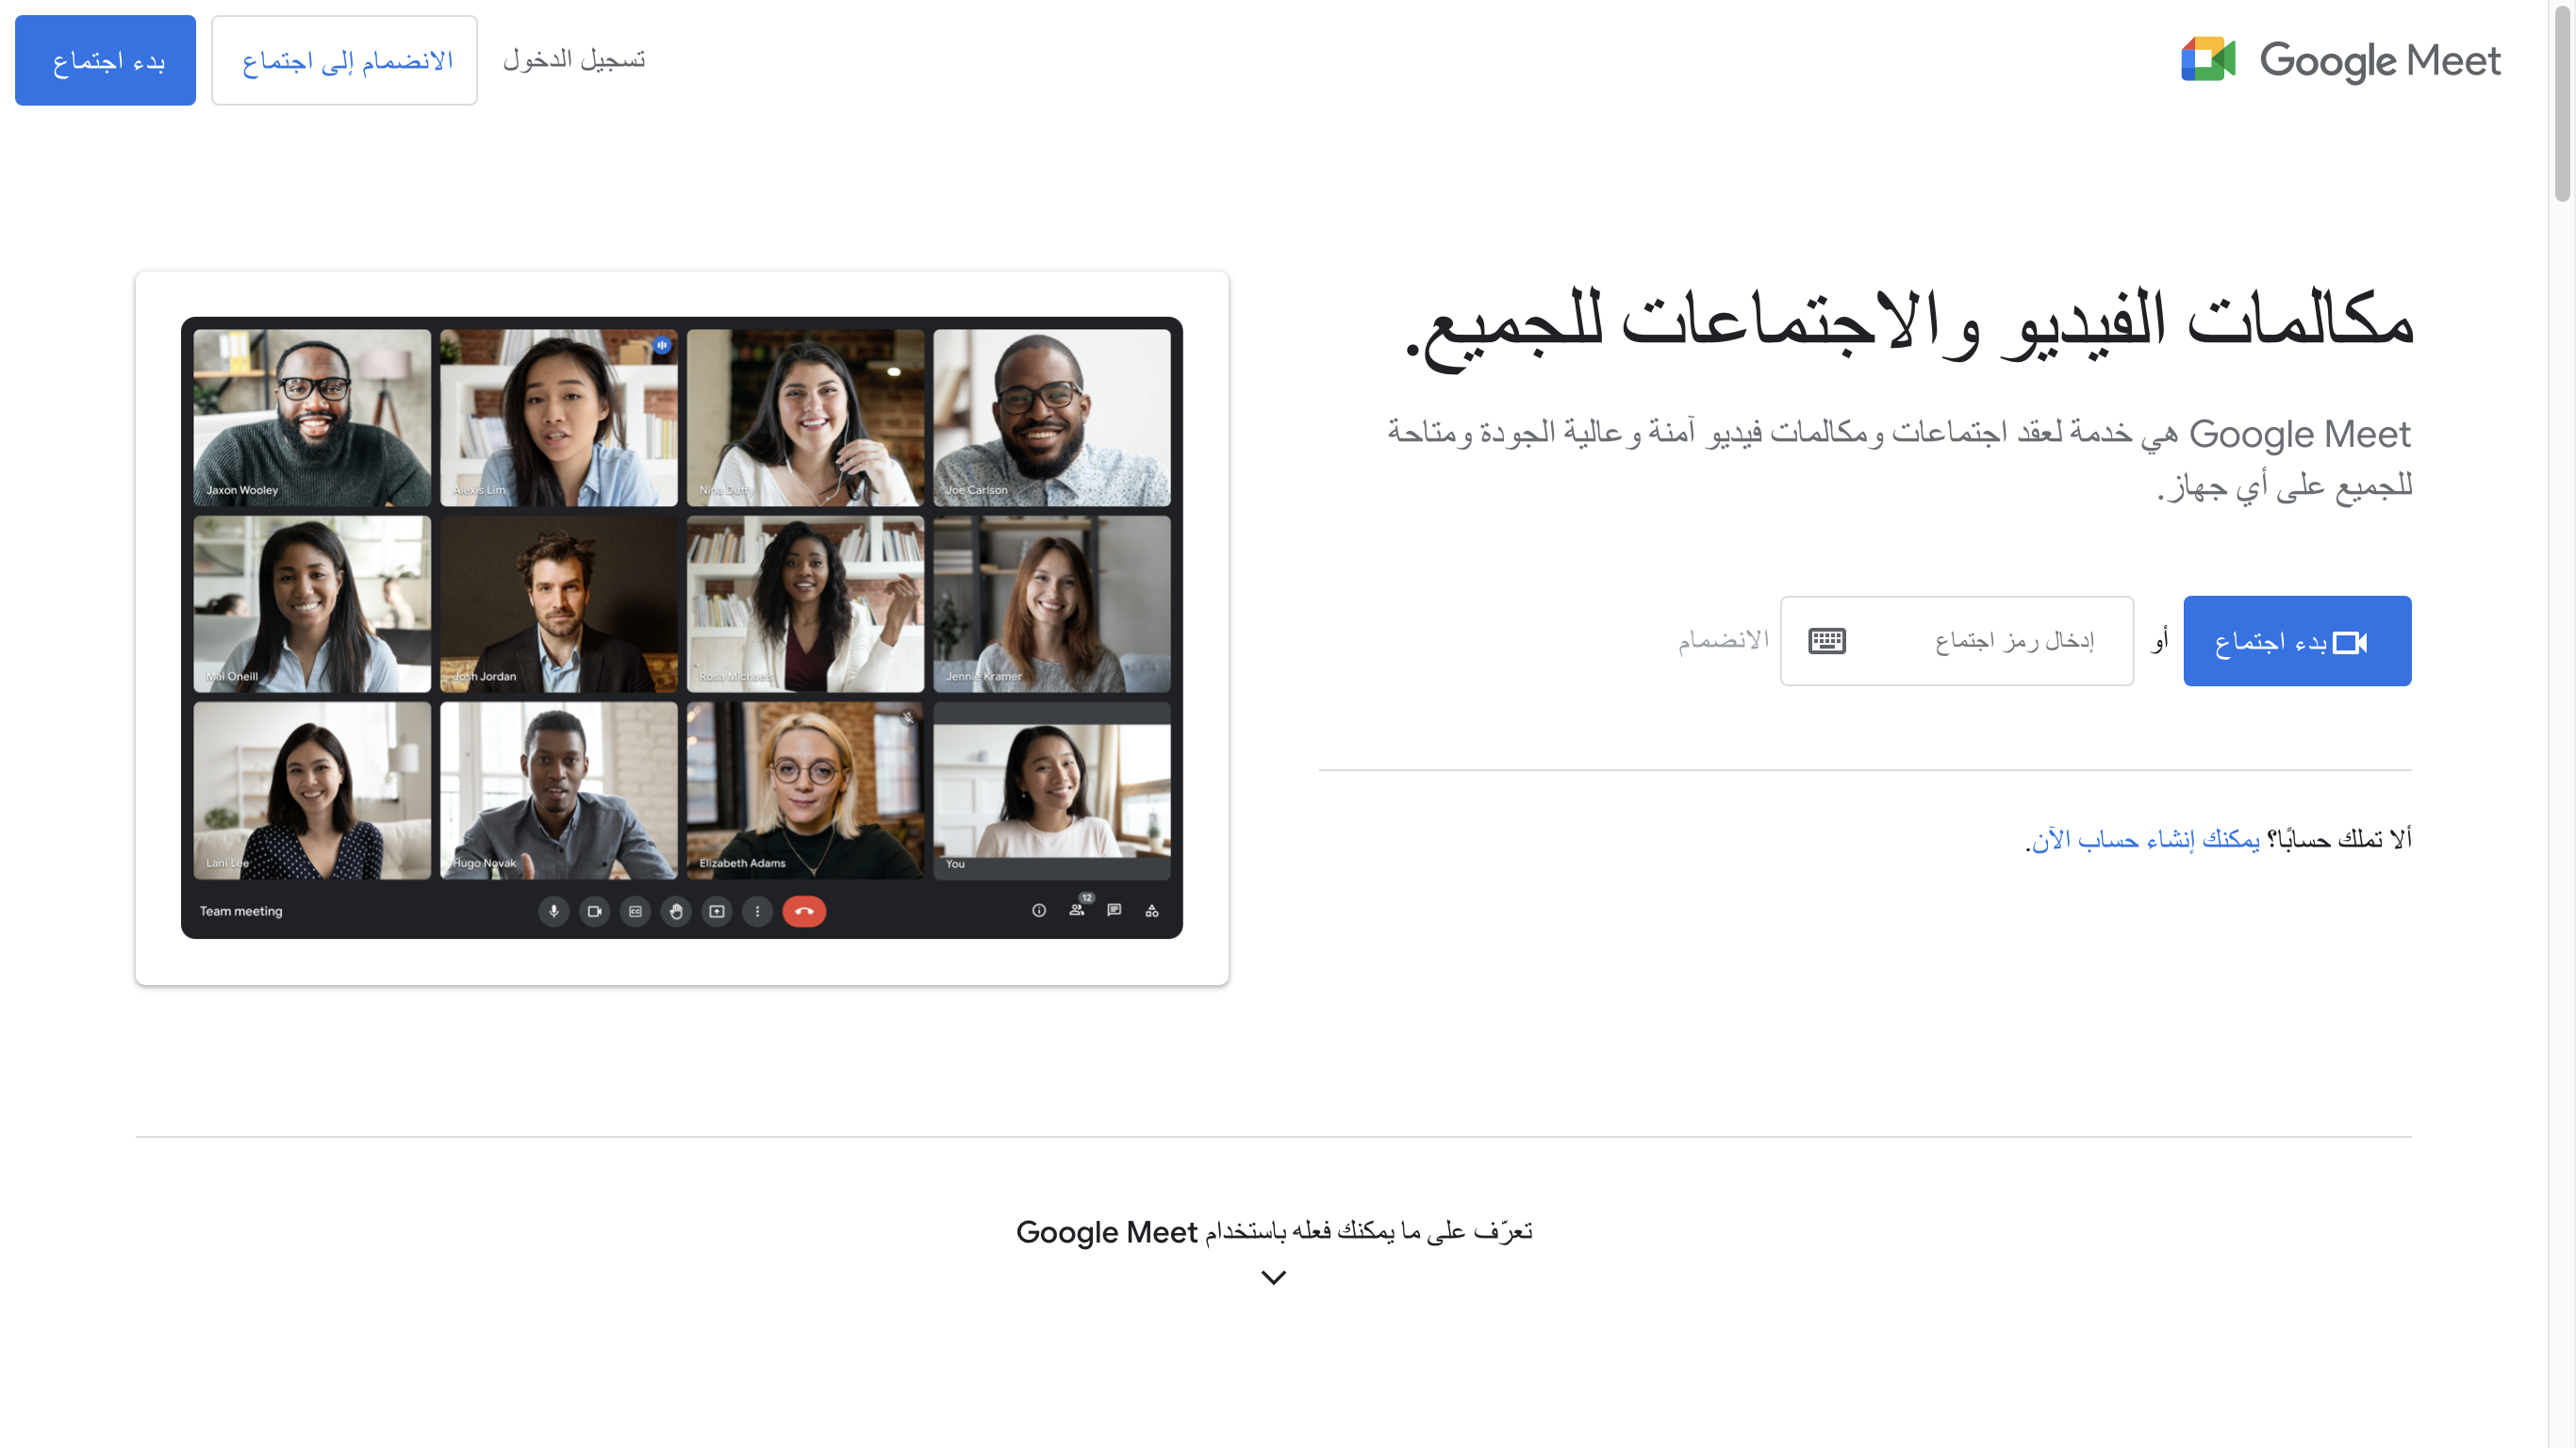 Google Meet
تسجيل الدخول
الانضمام إلى اجتماع
بدء اجتماع
مكالمات الفيديو والاجتماعات للجميع.
Google Meet هي خدمة لعقد اجتماعات ومكالمات فيديو آمنة وعالية الجودة ومتاحة
للجميع على أي جهاز.
بدء اجتماع
أو
إدخال رمز اجتماع
الانضمام
ألا تملك حسابًا؟ يمكنك إنشاء حساب الآن.
Jaxon Wooley
Alexis Lim
Nina Duffy
Joe Carlson
Mai Oneill
Josh Jordan
Rosa Michaels
Jennie Kramer
Lani Lee
Hugo Novak
Elizabeth Adams
You
Team meeting
CC
12
تعرّف على ما يمكنك فعله باستخدام Google Meet